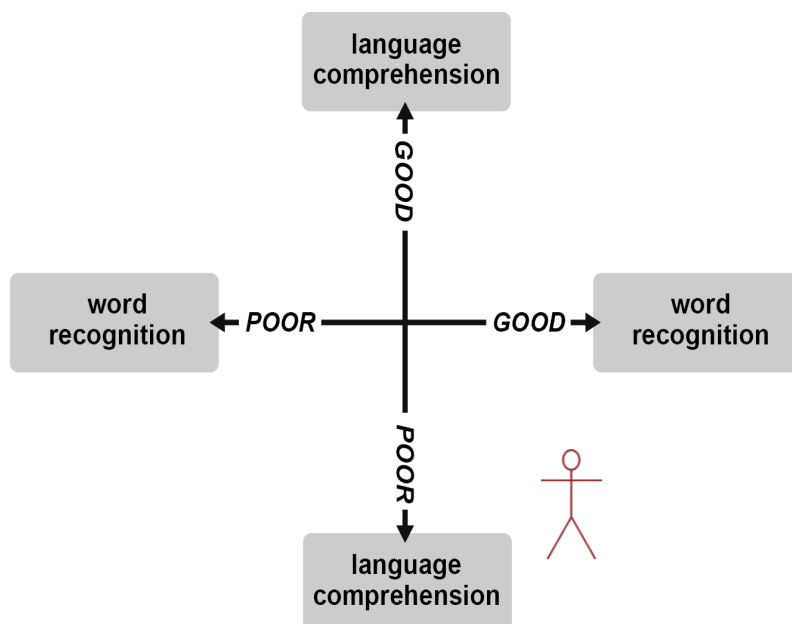 language
comprehension
GOOD
word
recognition
POOR
GOOD
word
recognition
POOR
language
comprehension